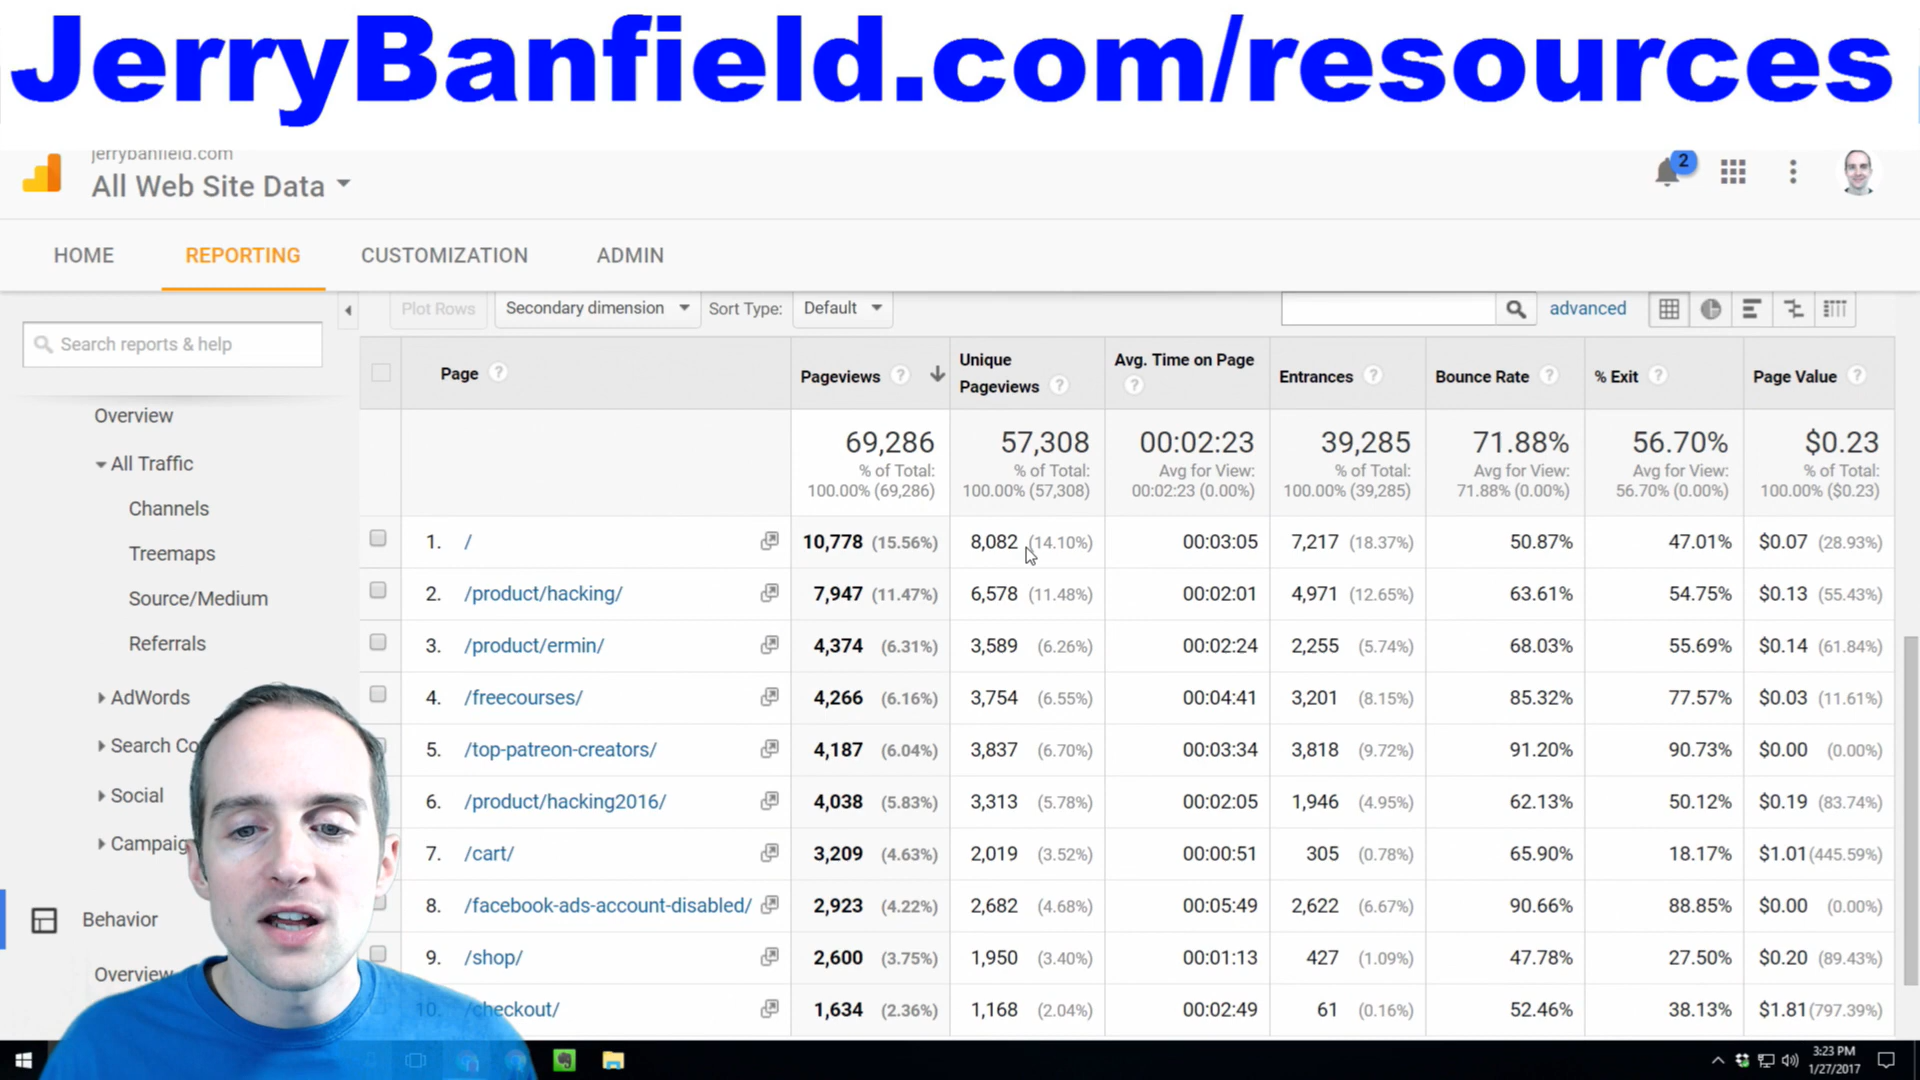 JerryBanfield.com/resources
jerrybanfield.com
All Web Site Data
2
HOME REPORTING CUSTOMIZATION ADMIN
Plot Rows Secondary dimension Sort Type: Default advanced
Search reports & help
Overview
All Traffic
Channels
Treemaps
Source/Medium
Referrals
AdWords
Search Co
Social
Campaig
Behavior
Overview
Page ? Pageviews ? Unique Pageviews ? Avg. Time on Page ? Entrances ? Bounce Rate ? % Exit ? Page Value ?
69,286 57,308 00:02:23 39,285 71.88% 56.70% $0.23
% of Total: % of Total: Avg for View: % of Total: Avg for View: Avg for View: % of Total:
100.00% (69,286) 100.00% (57,308) 00:02:23 (0.00%) 100.00% (39,285) 71.88% (0.00%) 56.70% (0.00%) 100.00% ($0.23)
1. / 10,778 (15.56%) 8,082 (14.10%) 00:03:05 7,217 (18.37%) 50.87% 47.01% $0.07 (28.93%)
2. /product/hacking/ 7,947 (11.47%) 6,578 (11.48%) 00:02:01 4,971 (12.65%) 63.61% 54.75% $0.13 (55.43%)
3. /product/ermin/ 4,374 (6.31%) 3,589 (6.26%) 00:02:24 2,255 (5.74%) 68.03% 55.69% $0.14 (61.84%)
4. /freecourses/ 4,266 (6.16%) 3,754 (6.55%) 00:04:41 3,201 (8.15%) 85.32% 77.57% $0.03 (11.61%)
5. /top-patreon-creators/ 4,187 (6.04%) 3,837 (6.70%) 00:03:34 3,818 (9.72%) 91.20% 90.73% $0.00 (0.00%)
6. /product/hacking2016/ 4,038 (5.83%) 3,313 (5.78%) 00:02:05 1,946 (4.95%) 62.13% 50.12% $0.19 (83.74%)
7. /cart/ 3,209 (4.63%) 2,019 (3.52%) 00:00:51 305 (0.78%) 65.90% 18.17% $1.01 (445.59%)
8. /facebook-ads-account-disabled/ 2,923 (4.22%) 2,682 (4.68%) 00:05:49 2,622 (6.67%) 90.66% 88.85% $0.00 (0.00%)
9. /shop/ 2,600 (3.75%) 1,950 (3.40%) 00:01:13 427 (1.09%) 47.78% 27.50% $0.20 (89.43%)
10. /checkout/ 1,634 (2.36%) 1,168 (2.04%) 00:02:49 61 (0.16%) 52.46% 38.13% $1.81 (797.39%)
3:23 PM
1/27/2017